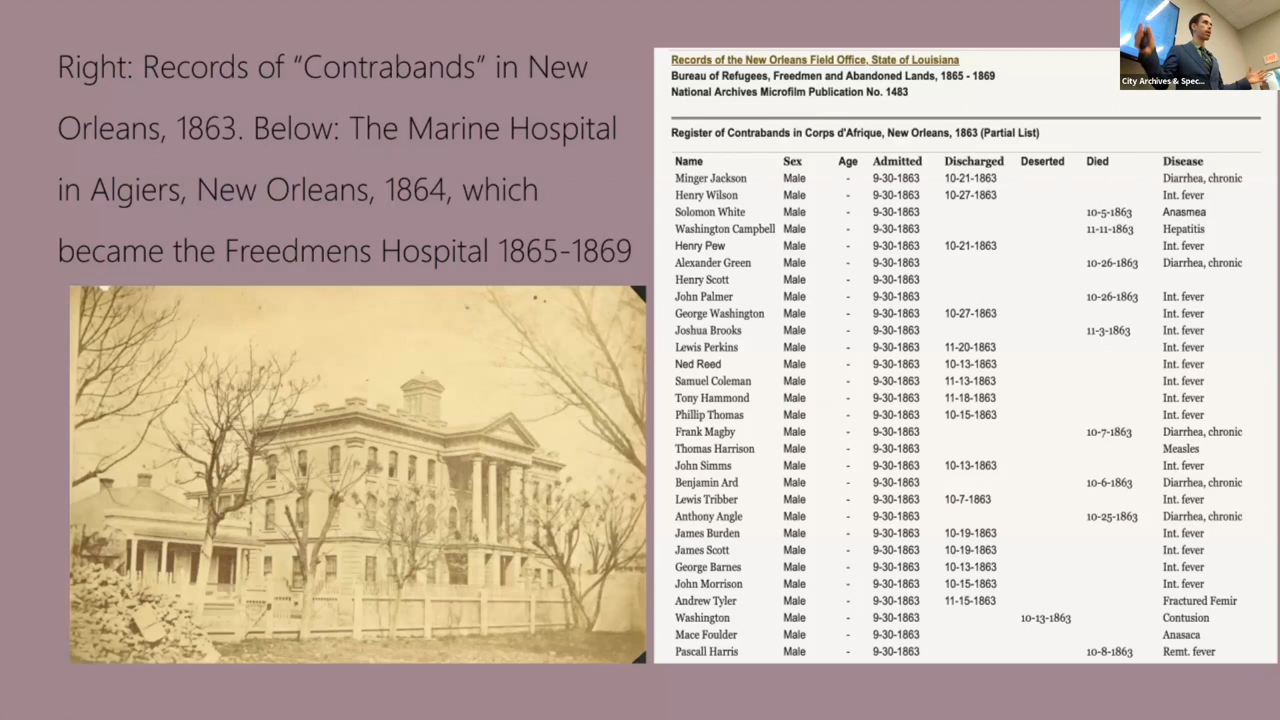 Right: Records of “Contrabands” in New
Orleans, 1863. Below: The Marine Hospital
in Algiers, New Orleans, 1864, which
became the Freedmens Hospital 1865-1869
Records of the New Orleans Field Office, State of Louisiana
Bureau of Refugees, Freedmen and Abandoned Lands, 1865 - 1869
National Archives Microfilm Publication No. 1483
Register of Contrabands in Corps d'Afrique, New Orleans, 1863 (Partial List)
Name Sex Age Admitted Discharged Deserted Died Disease
Minger Jackson Male - 9-30-1863 10-21-1863 Diarrhea, chronic
Henry Wilson Male - 9-30-1863 10-27-1863 Int. fever
Solomon White Male - 9-30-1863 10-5-1863 Anasmea
Washington Campbell Male - 9-30-1863 11-11-1863 Hepatitis
Henry Pew Male - 9-30-1863 10-21-1863 Int. fever
Alexander Green Male - 9-30-1863 10-26-1863 Diarrhea, chronic
Henry Scott Male - 9-30-1863
John Palmer Male - 9-30-1863 10-26-1863 Int. fever
George Washington Male - 9-30-1863 10-27-1863 Int. fever
Joshua Brooks Male - 9-30-1863 11-3-1863 Int. fever
Lewis Perkins Male - 9-30-1863 11-20-1863 Int. fever
Ned Reed Male - 9-30-1863 10-13-1863 Int. fever
Samuel Coleman Male - 9-30-1863 11-13-1863 Int. fever
Tony Hammond Male - 9-30-1863 11-18-1863 Int. fever
Phillip Thomas Male - 9-30-1863 10-15-1863 Int. fever
Frank Magby Male - 9-30-1863 10-7-1863 Diarrhea, chronic
Thomas Harrison Male - 9-30-1863 Measles
John Simms Male - 9-30-1863 10-13-1863 Int. fever
Benjamin Ard Male - 9-30-1863 10-6-1863 Diarrhea, chronic
Lewis Tribber Male - 9-30-1863 10-7-1863 Int. fever
Anthony Angle Male - 9-30-1863 10-25-1863 Diarrhea, chronic
James Burden Male - 9-30-1863 10-19-1863 Int. fever
James Scott Male - 9-30-1863 10-19-1863 Int. fever
George Barnes Male - 9-30-1863 10-13-1863 Int. fever
John Morrison Male - 9-30-1863 10-15-1863 Int. fever
Andrew Tyler Male - 9-30-1863 11-15-1863 Fractured Femir
Washington Male - 9-30-1863 10-13-1863 Contusion
Mace Foulder Male - 9-30-1863 Anasaca
Pascall Harris Male - 9-30-1863 10-8-1863 Remt. fever
City Archives & Spec...